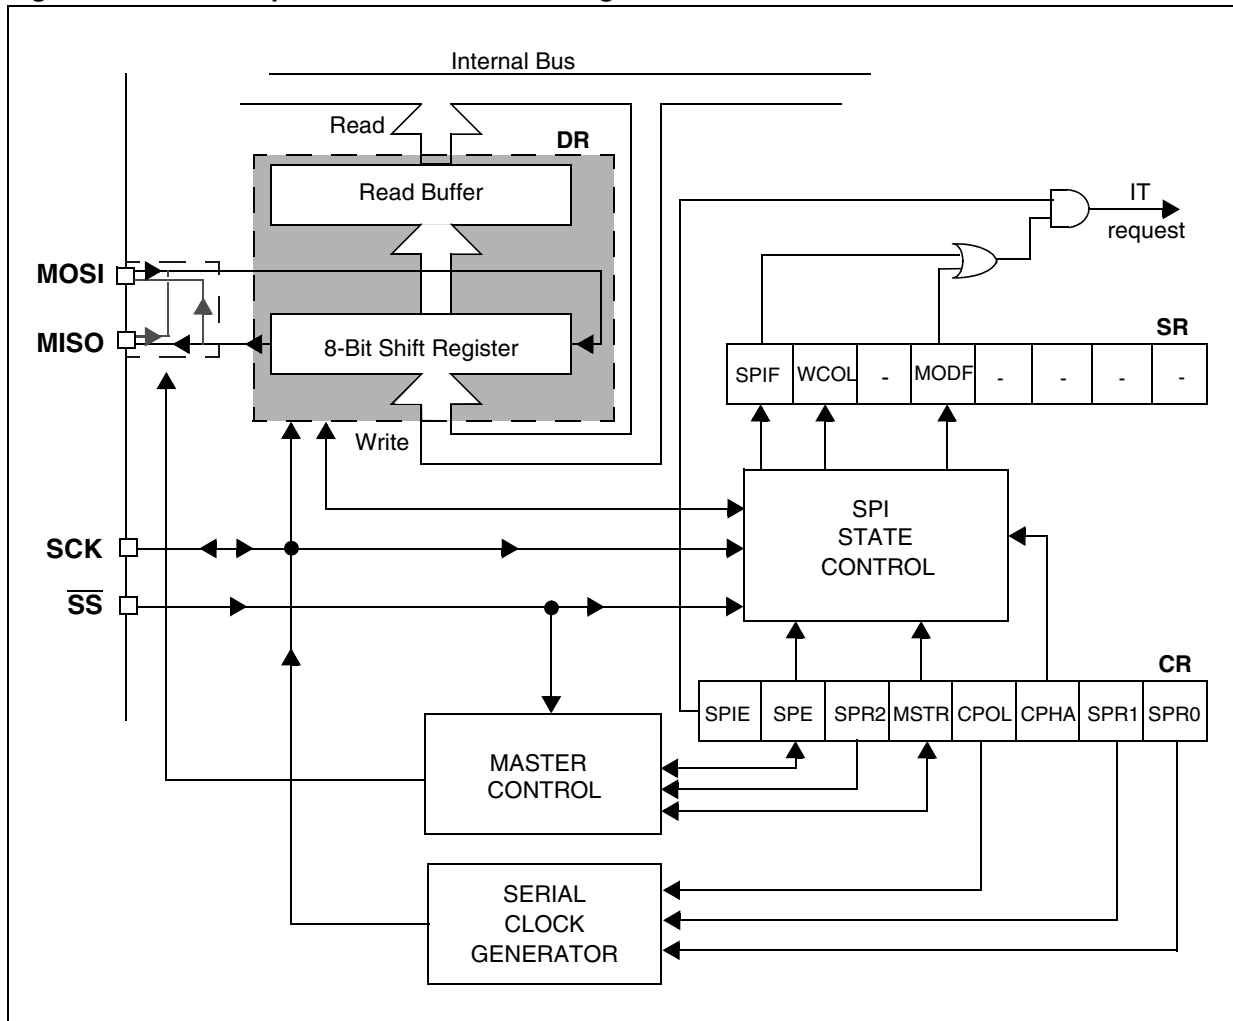 Internal Bus
Read
DR
Read Buffer
IT
request
MOSI
MISO
8-Bit Shift Register
SR
SPIF WCOL - MODF - - - -
Write
SPI
STATE
CONTROL
SCK
SS
CR
SPIE SPE SPR2 MSTR CPOL CPHA SPR1 SPR0
MASTER
CONTROL
SERIAL
CLOCK
GENERATOR